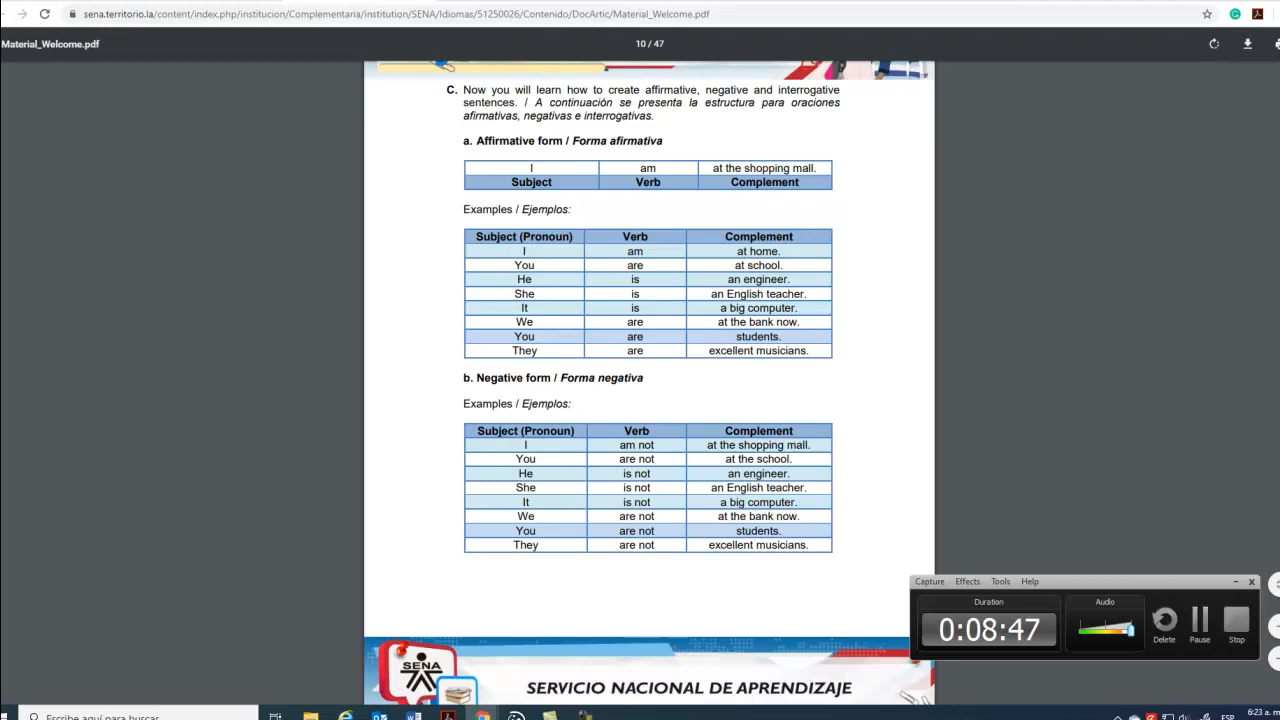 sena.territorio.la/content/index.php/institucion/Complementaria/institution/SENA/Idiomas/51250026/Contenido/DocArtic/Material_Welcome.pdf
Material_Welcome.pdf 10 / 47
C. Now you will learn how to create affirmative, negative and interrogative
sentences. / A continuación se presenta la estructura para oraciones
afirmativas, negativas e interrogativas.
a. Affirmative form / Forma afirmativa
I am at the shopping mall.
Subject Verb Complement
Examples / Ejemplos:
Subject (Pronoun) Verb Complement
I am at home.
You are at school.
He is an engineer.
She is an English teacher.
It is a big computer.
We are at the bank now.
You are students.
They are excellent musicians.
b. Negative form / Forma negativa
Examples / Ejemplos:
Subject (Pronoun) Verb Complement
I am not at the shopping mall.
You are not at the school.
He is not an engineer.
She is not an English teacher.
It is not a big computer.
We are not at the bank now.
You are not students.
They are not excellent musicians.
Capture Effects Tools Help
Duration Audio
0:08:47
Delete Pause Stop
SENA
SERVICIO NACIONAL DE APRENDIZAJE
Escribe aquí para buscar
ESP 6:23 a. m